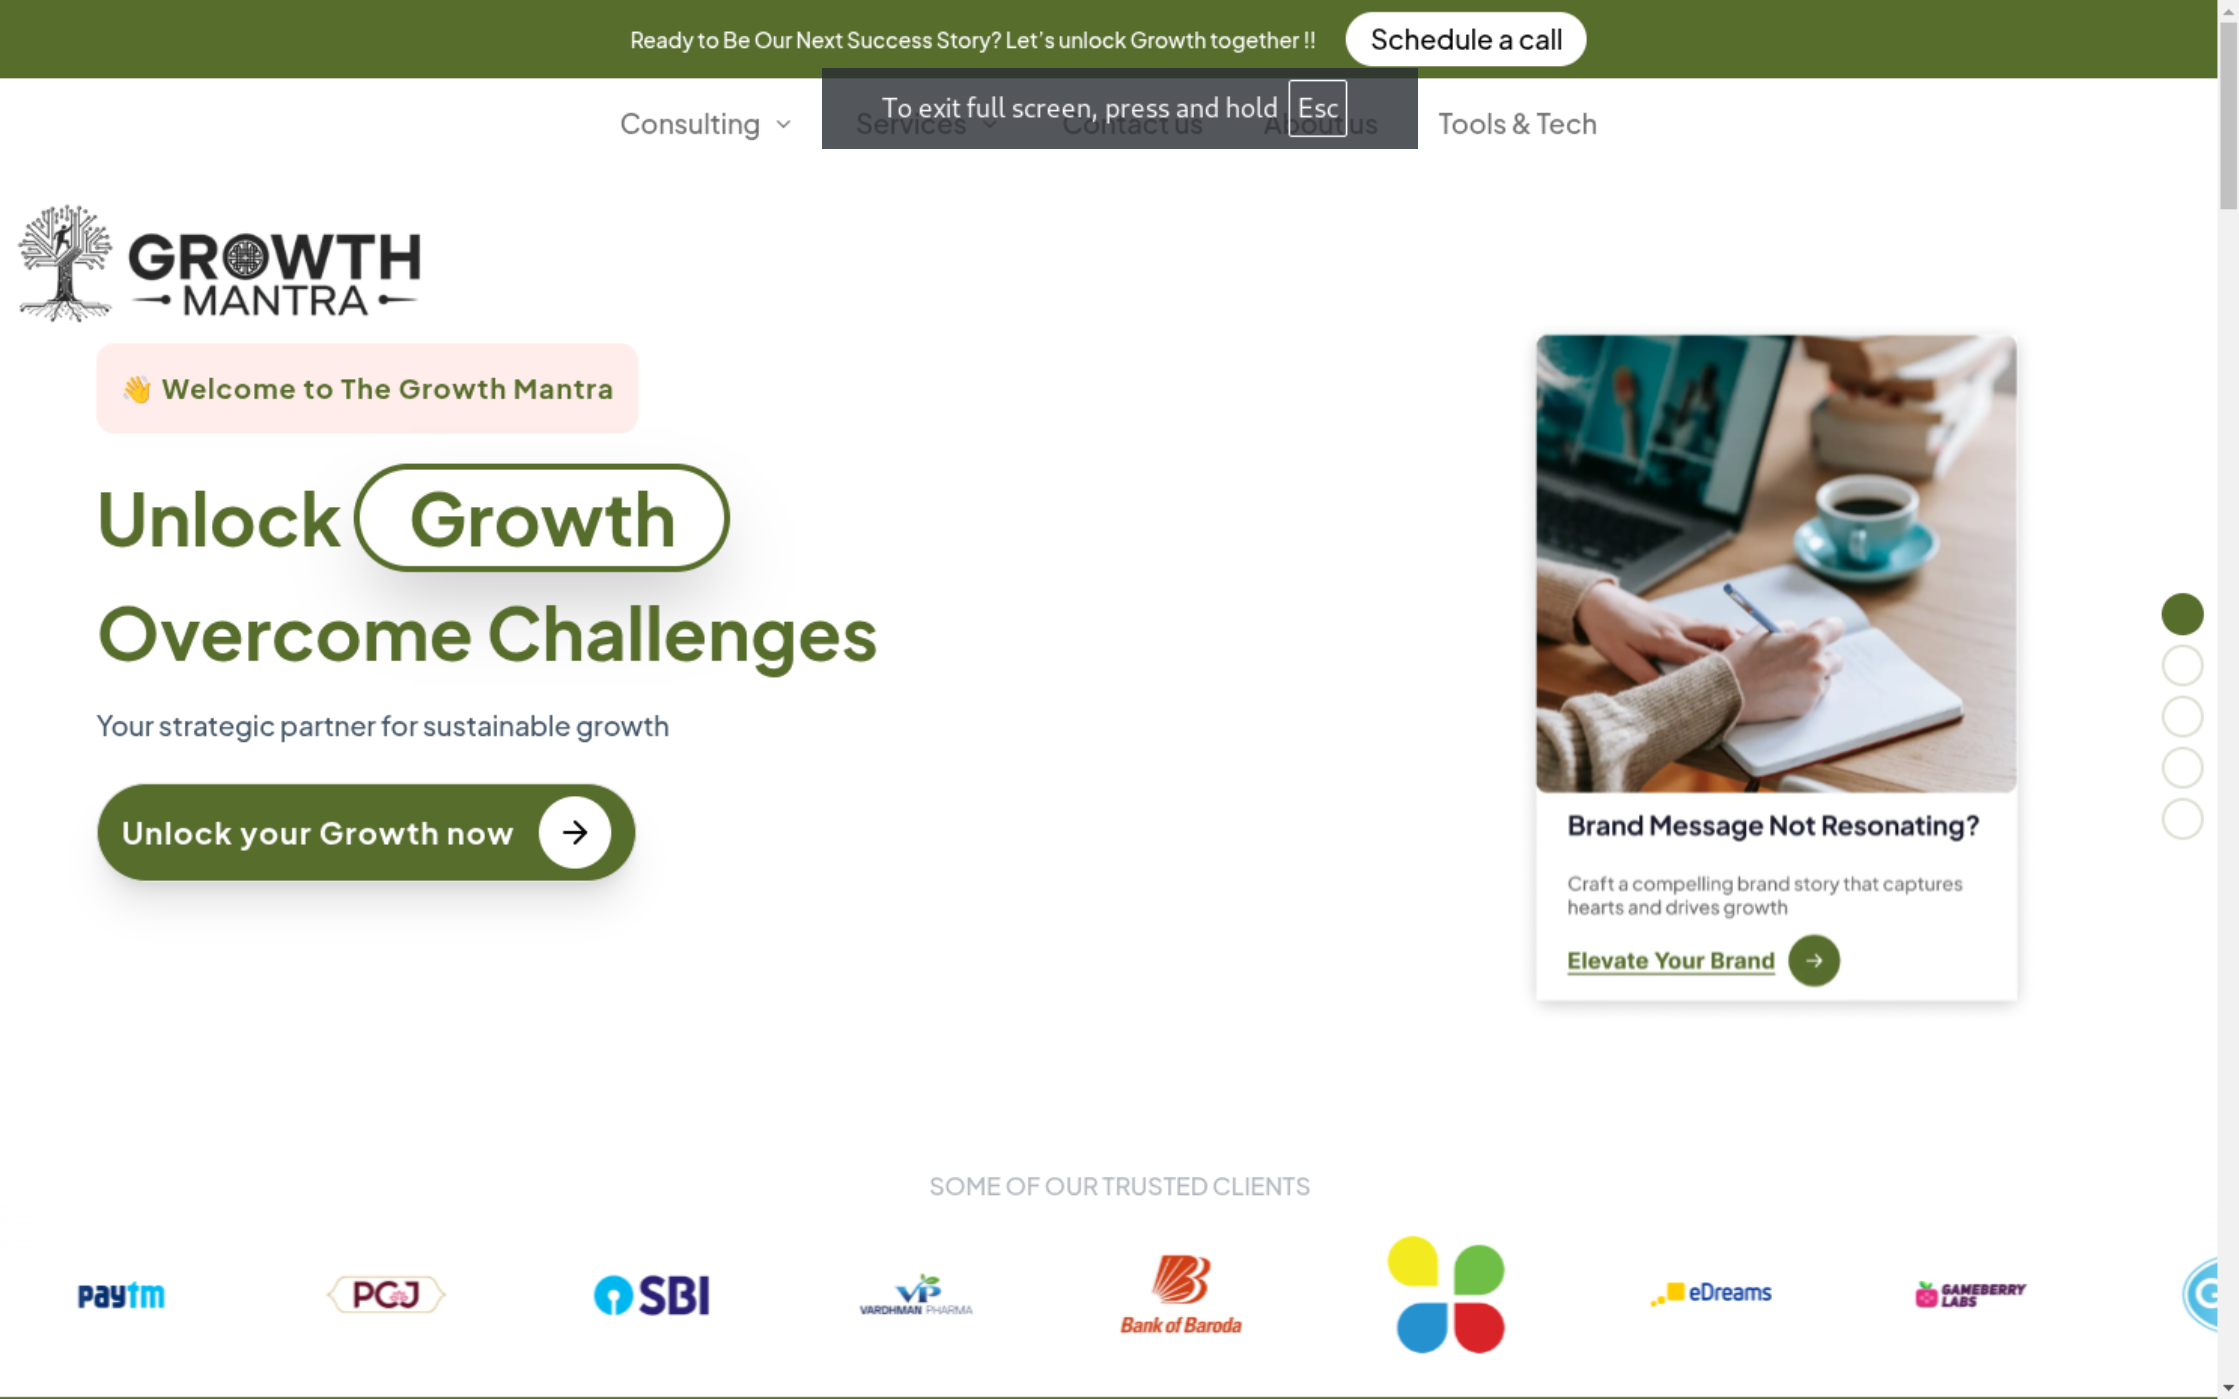 Ready to Be Our Next Success Story? Let’s unlock Growth together !!
Schedule a call
To exit full screen, press and hold Esc
Consulting
Services
Contact us
About us
Tools & Tech
GROWTH
MANTRA
👋 Welcome to The Growth Mantra
Unlock Growth
Overcome Challenges
Your strategic partner for sustainable growth
Unlock your Growth now
Brand Message Not Resonating?
Craft a compelling brand story that captures
hearts and drives growth
Elevate Your Brand
SOME OF OUR TRUSTED CLIENTS
paytm
PCJ
SBI
VP
VARDHMAN PHARMA
Bank of Baroda
eDreams
GAMEBERRY
LABS
G